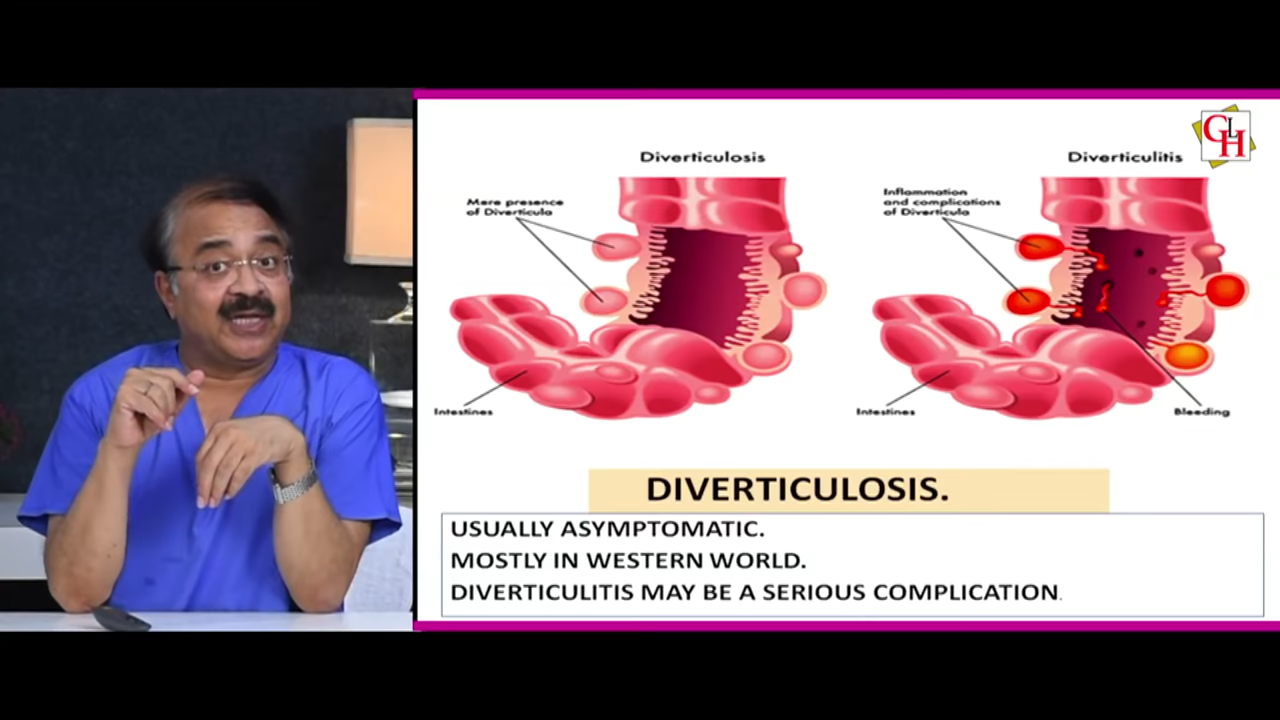 GLH
Diverticulosis
Mere presence
of Diverticula
Intestines
Diverticulitis
Inflammation
and complications
of Diverticula
Intestines
Bleeding
DIVERTICULOSIS.
USUALLY ASYMPTOMATIC.
MOSTLY IN WESTERN WORLD.
DIVERTICULITIS MAY BE A SERIOUS COMPLICATION.